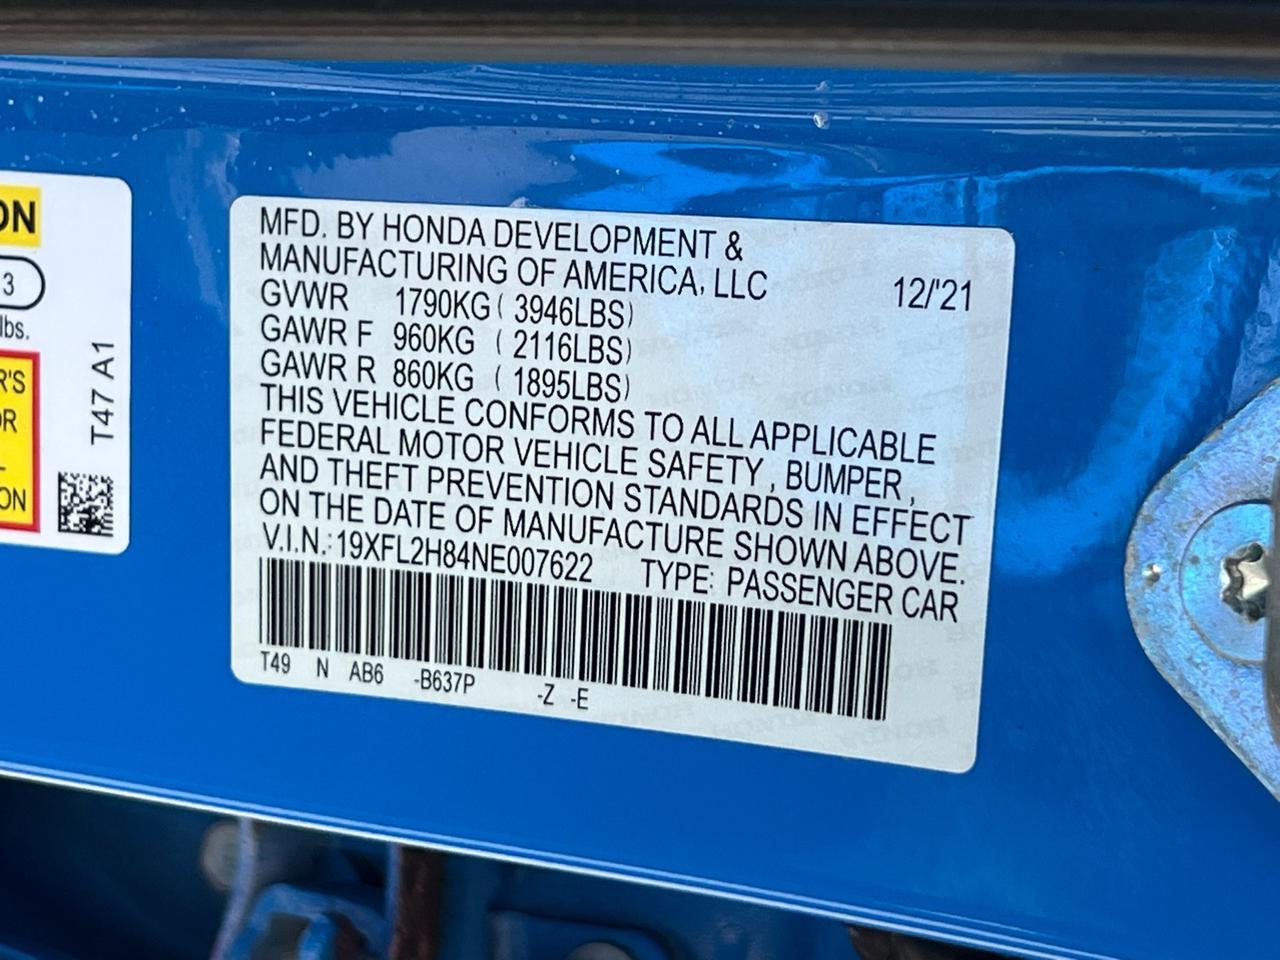 ON
3
lbs.
R'S
OR
ON
T47 A1
MFD. BY HONDA DEVELOPMENT &
MANUFACTURING OF AMERICA, LLC 12/'21
GVWR 1790KG ( 3946LBS)
GAWR F 960KG ( 2116LBS)
GAWR R 860KG ( 1895LBS)
THIS VEHICLE CONFORMS TO ALL APPLICABLE
FEDERAL MOTOR VEHICLE SAFETY , BUMPER ,
AND THEFT PREVENTION STANDARDS IN EFFECT
ON THE DATE OF MANUFACTURE SHOWN ABOVE.
V.I.N.: 19XFL2H84NE007622 TYPE: PASSENGER CAR
T49 N AB6 -B637P -Z -E